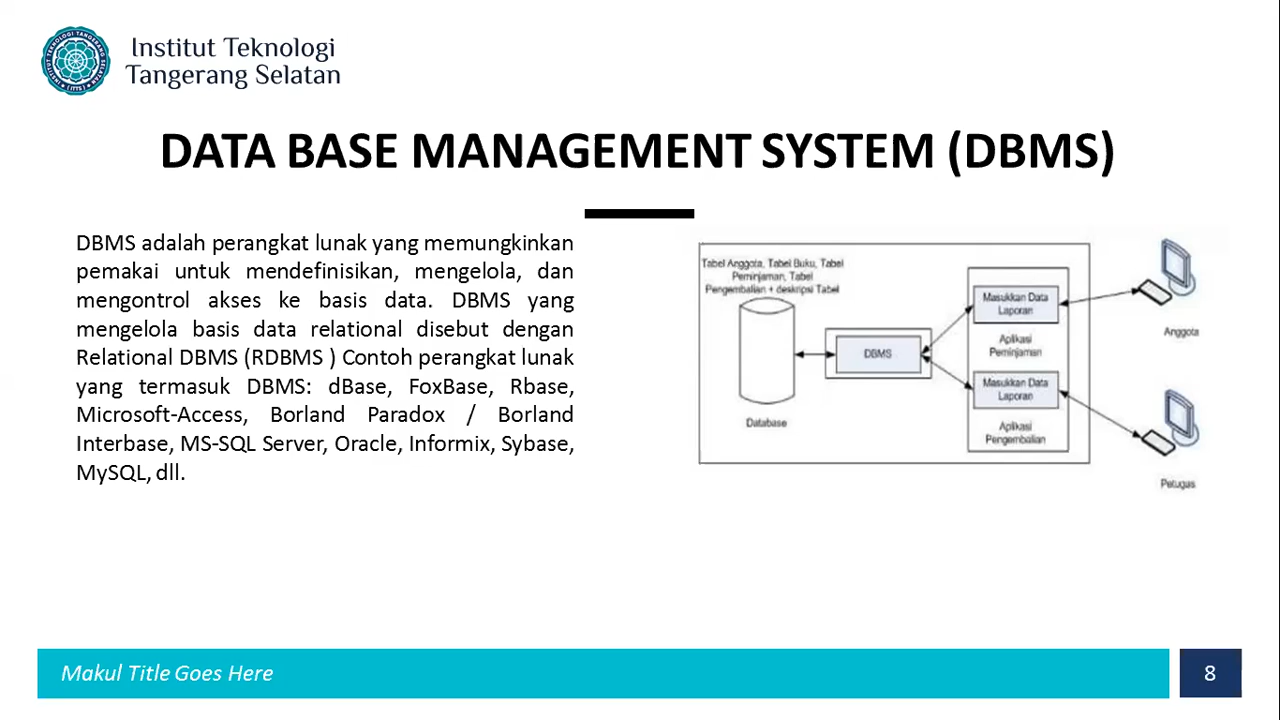 Institut Teknologi
Tangerang Selatan
DATA BASE MANAGEMENT SYSTEM (DBMS)
DBMS adalah perangkat lunak yang memungkinkan
pemakai untuk mendefinisikan, mengelola, dan
mengontrol akses ke basis data. DBMS yang
mengelola basis data relational disebut dengan
Relational DBMS (RDBMS ) Contoh perangkat lunak
yang termasuk DBMS: dBase, FoxBase, Rbase,
Microsoft-Access, Borland Paradox / Borland
Interbase, MS-SQL Server, Oracle, Informix, Sybase,
MySQL, dll.
Tabel Anggota, Tabel Buku, Tabel
Peminjaman, Tabel
Pengembalian + deskripsi Tabel
Database
DBMS
Masukkan Data
Laporan
Aplikasi
Peminjaman
Masukkan Data
Laporan
Aplikasi
Pengembalian
Anggota
Petugas
Makul Title Goes Here
8